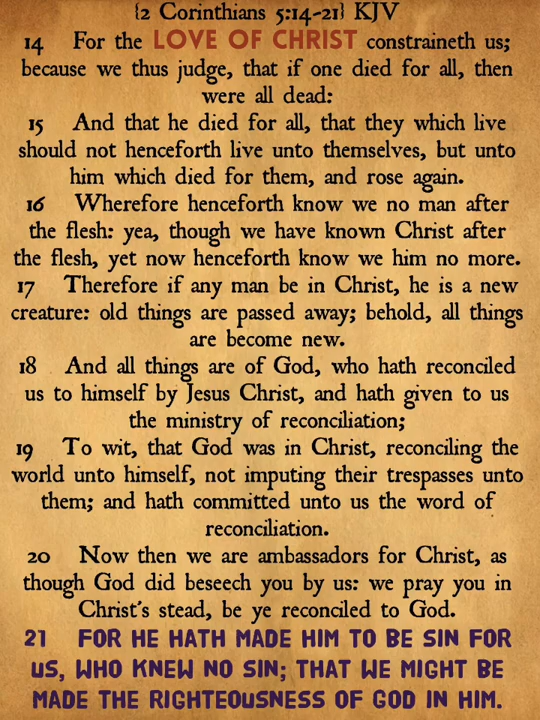 {2 Corinthians 5:14-21} KJV
14 For the LOVE OF CHRIST constraineth us;
because we thus judge, that if one died for all, then
were all dead:
15 And that he died for all, that they which live
should not henceforth live unto themselves, but unto
him which died for them, and rose again.
16 Wherefore henceforth know we no man after
the flesh: yea, though we have known Christ after
the flesh, yet now henceforth know we him no more.
17 Therefore if any man be in Christ, he is a new
creature: old things are passed away; behold, all things
are become new.
18 And all things are of God, who hath reconciled
us to himself by Jesus Christ, and hath given to us
the ministry of reconciliation;
19 To wit, that God was in Christ, reconciling the
world unto himself, not imputing their trespasses unto
them; and hath committed unto us the word of
reconciliation.
20 Now then we are ambassadors for Christ, as
though God did beseech you by us: we pray you in
Christ's stead, be ye reconciled to God.
21 FOR HE HATH MADE HIM TO BE SIN FOR
US, WHO KNEW NO SIN; THAT WE MIGHT BE
MADE THE RIGHTEOUSNESS OF GOD IN HIM.